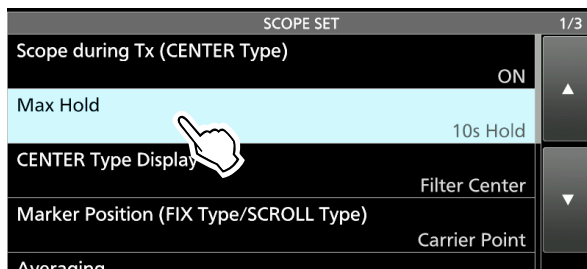 SCOPE SET 1/3
Scope during Tx (CENTER Type)
ON
Max Hold
10s Hold
CENTER Type Display
Filter Center
Marker Position (FIX Type/SCROLL Type)
Carrier Point
Averaging